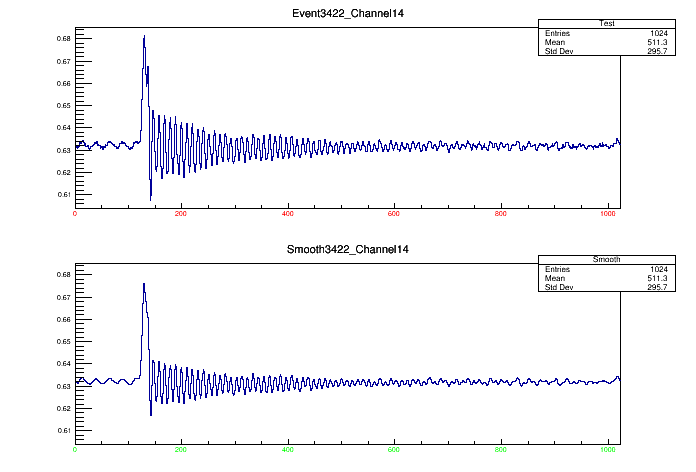 Event3422_Channel14
Test
Entries 1024
Mean 511.3
Std Dev 295.7
0.68
0.67
0.66
0.65
0.64
0.63
0.62
0.61
0 200 400 600 800 1000
Smooth3422_Channel14
Smooth
Entries 1024
Mean 511.3
Std Dev 295.7
0.68
0.67
0.66
0.65
0.64
0.63
0.62
0.61
0 200 400 600 800 1000